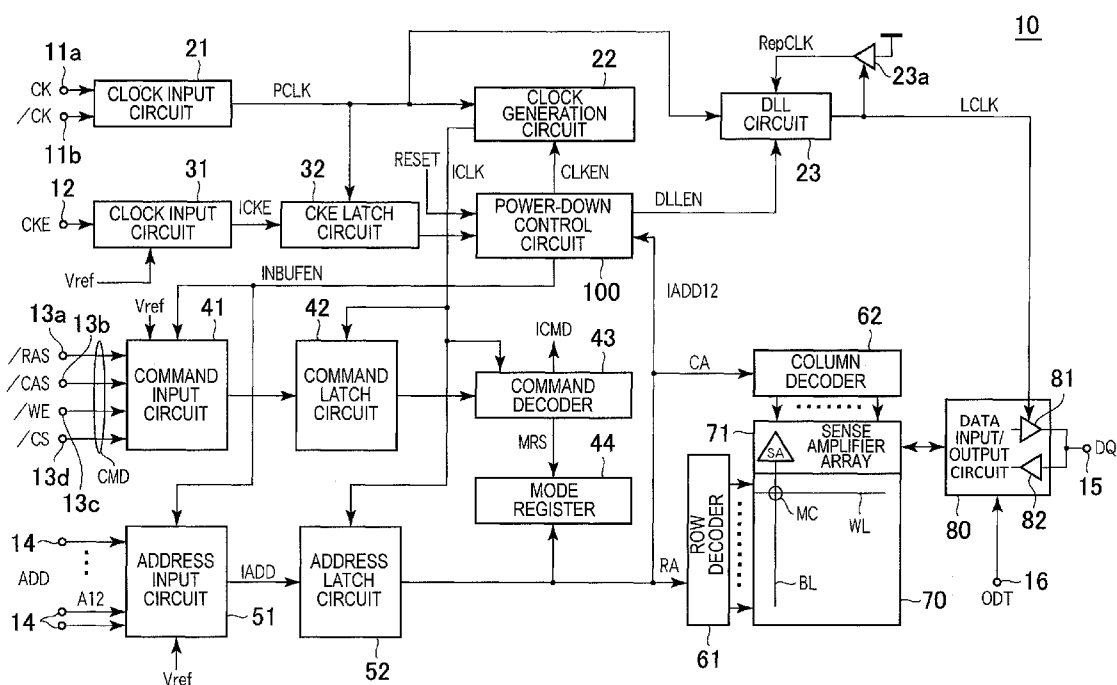 10
11a
21
CK
/CK
11b
CLOCK INPUT
CIRCUIT
PCLK
22
CLOCK
GENERATION
CIRCUIT
RepCLK
23a
DLL
CIRCUIT
23
LCLK
12
CKE
31
CLOCK INPUT
CIRCUIT
Vref
ICKE
32
CKE LATCH
CIRCUIT
RESET
ICLK
CLKEN
POWER-DOWN
CONTROL
CIRCUIT
100
DLLEN
IADD12
INBUFEN
Vref
13a
13b
/RAS
/CAS
/WE
/CS
13d
13c
CMD
41
COMMAND
INPUT
CIRCUIT
42
COMMAND
LATCH
CIRCUIT
ICMD
43
COMMAND DECODER
MRS
44
MODE
REGISTER
CA
62
COLUMN
DECODER
71
SA
SENSE
AMPLIFIER
ARRAY
MC
WL
BL
70
ROW
DECODER
61
RA
DATA
INPUT/
OUTPUT
CIRCUIT
81
82
80
DQ
15
16
ODT
14
ADD
A12
14
ADDRESS
INPUT
CIRCUIT
51
Vref
IADD
ADDRESS
LATCH
CIRCUIT
52